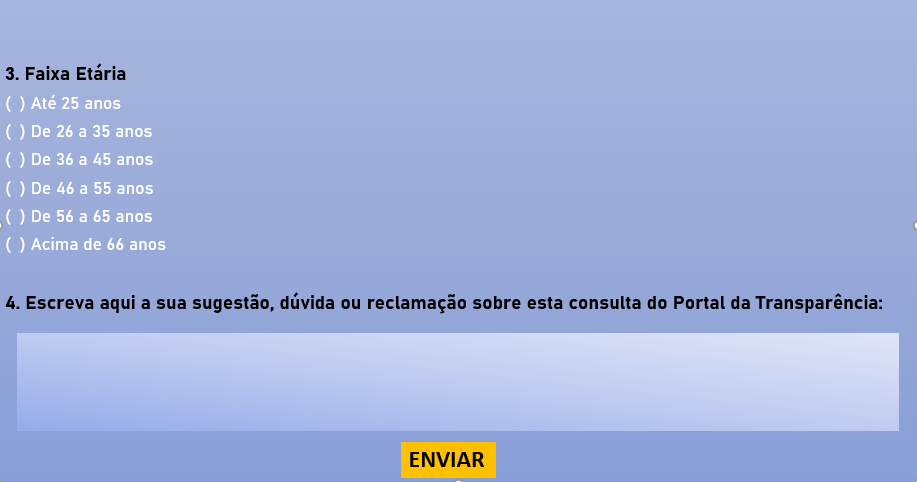 3. Faixa Etária
(  ) Até 25 anos
(  ) De 26 a 35 anos
(  ) De 36 a 45 anos
(  ) De 46 a 55 anos
(  ) De 56 a 65 anos
(  ) Acima de 66 anos
4. Escreva aqui a sua sugestão, dúvida ou reclamação sobre esta consulta do Portal da Transparência:
ENVIAR